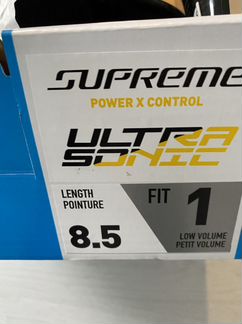 SUPREME
POWER X CONTROL
ULTRA
SONIC
LENGTH
POINTURE
8.5
FIT 1
LOW VOLUME
PETIT VOLUME